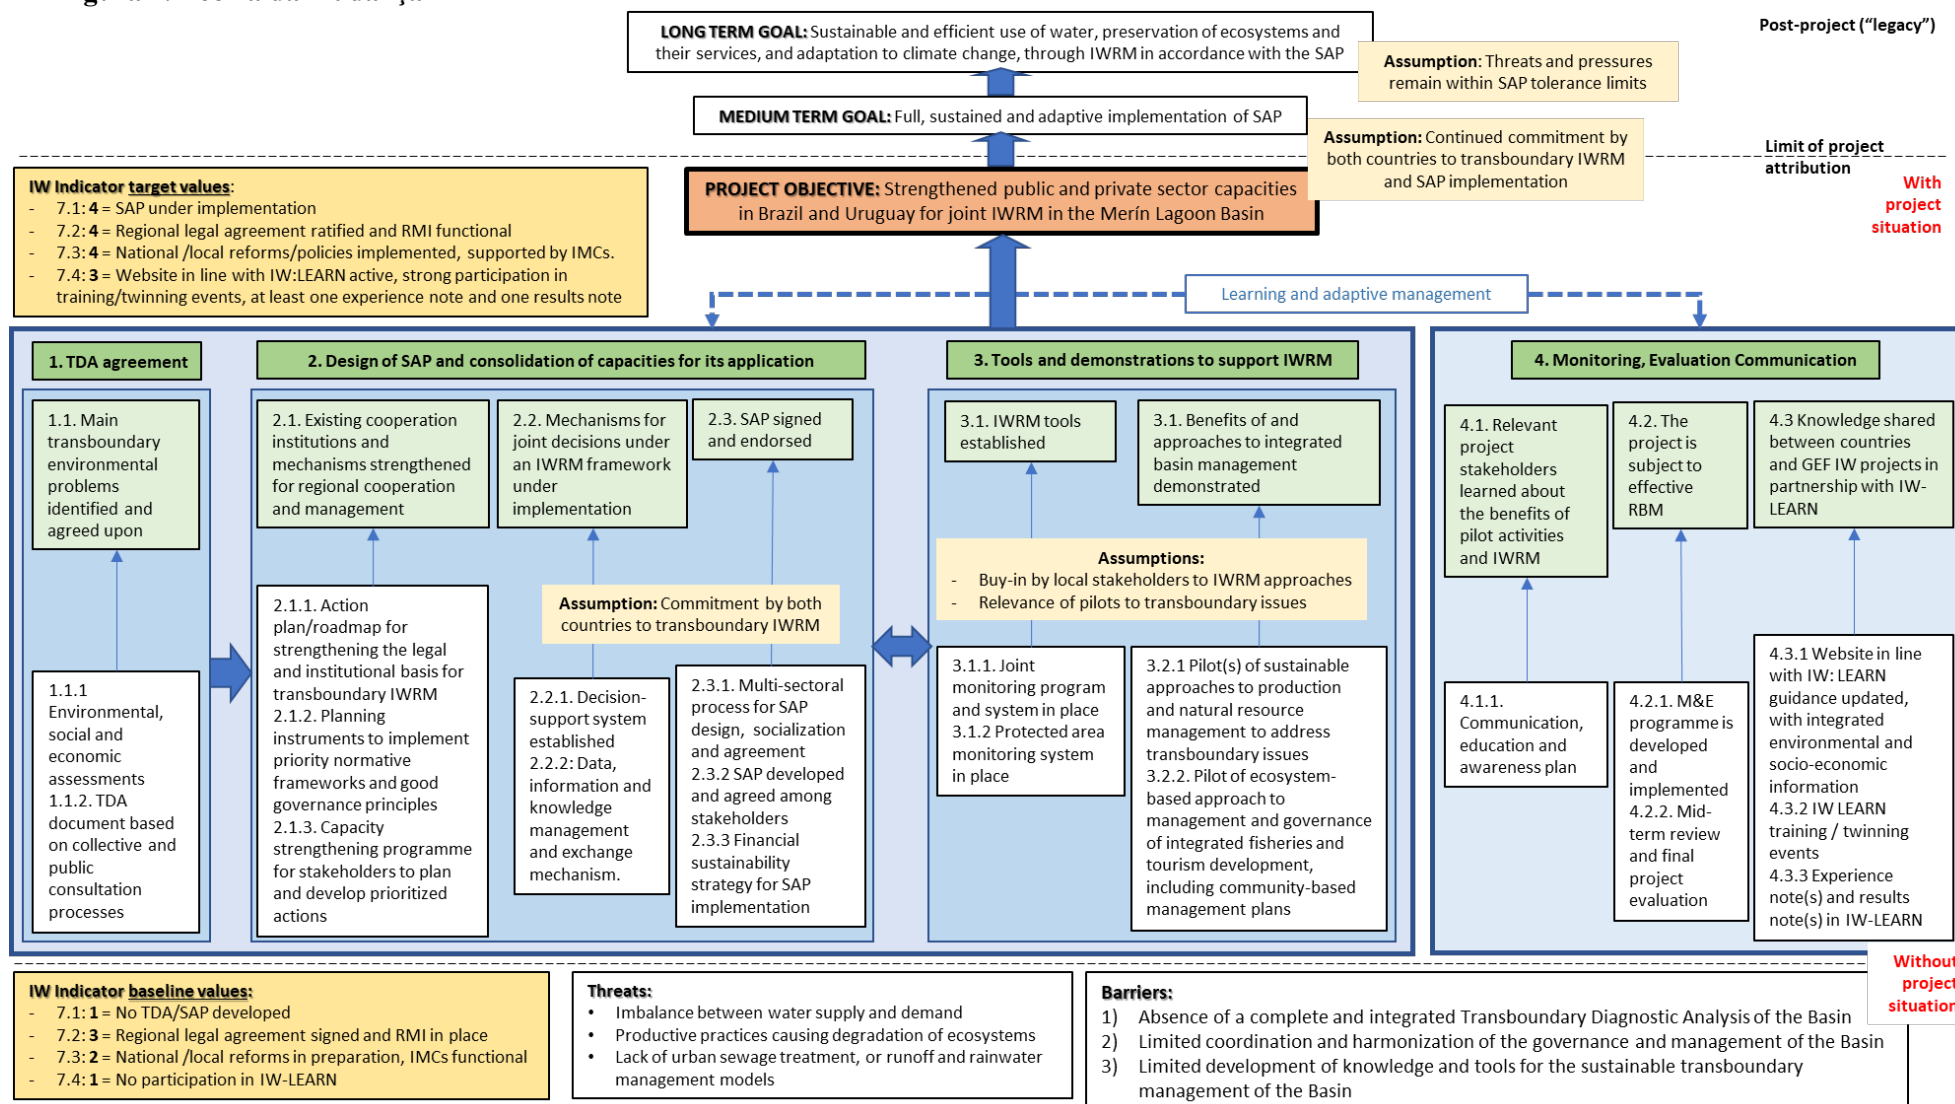 LONG TERM GOAL: Sustainable and efficient use of water, preservation of ecosystems and
their services, and adaptation to climate change, through IWRM in accordance with the SAP
Post-project (“legacy”)
Assumption: Threats and pressures
remain within SAP tolerance limits
MEDIUM TERM GOAL: Full, sustained and adaptive implementation of SAP
Assumption: Continued commitment by
both countries to transboundary IWRM
and SAP implementation
Limit of project
attribution
With
project
situation
IW Indicator target values:
- 7.1: 4 = SAP under implementation
- 7.2: 4 = Regional legal agreement ratified and RMI functional
- 7.3: 4 = National /local reforms/policies implemented, supported by IMCs.
- 7.4: 3 = Website in line with IW:LEARN active, strong participation in
training/twinning events, at least one experience note and one results note
PROJECT OBJECTIVE: Strengthened public and private sector capacities
in Brazil and Uruguay for joint IWRM in the Merín Lagoon Basin
Learning and adaptive management
1. TDA agreement
2. Design of SAP and consolidation of capacities for its application
3. Tools and demonstrations to support IWRM
4. Monitoring, Evaluation Communication
1.1. Main
transboundary
environmental
problems
identified and
agreed upon
2.1. Existing cooperation
institutions and
mechanisms strengthened
for regional cooperation
and management
2.2. Mechanisms for
joint decisions under
an IWRM framework
under
implementation
2.3. SAP signed
and endorsed
3.1. IWRM tools
established
3.1. Benefits of and
approaches to integrated
basin management
demonstrated
4.1. Relevant
project
stakeholders
learned about
the benefits of
pilot activities
and IWRM
4.2. The
project is
subject to
effective
RBM
4.3 Knowledge shared
between countries
and GEF IW projects in
partnership with IW-
LEARN
Assumption: Commitment by both
countries to transboundary IWRM
Assumptions:
- Buy-in by local stakeholders to IWRM approaches
- Relevance of pilots to transboundary issues
1.1.1
Environmental,
social and
economic
assessments
1.1.2. TDA
document based
on collective and
public
consultation
processes
2.1.1. Action
plan/roadmap for
strengthening the legal
and institutional basis for
transboundary IWRM
2.1.2. Planning
instruments to implement
priority normative
frameworks and good
governance principles
2.1.3. Capacity
strengthening programme
for stakeholders to plan
and develop prioritized
actions
2.2.1. Decision-
support system
established
2.2.2: Data,
information and
knowledge
management
and exchange
mechanism.
2.3.1. Multi-sectoral
process for SAP
design, socialization
and agreement
2.3.2 SAP developed
and agreed among
stakeholders
2.3.3 Financial
sustainability
strategy for SAP
implementation
3.1.1. Joint
monitoring program
and system in place
3.1.2 Protected area
monitoring system
in place
3.2.1 Pilot(s) of sustainable
approaches to production
and natural resource
management to address
transboundary issues
3.2.2. Pilot of ecosystem-
based approach to
management and governance
of integrated fisheries and
tourism development,
including community-based
management plans
4.1.1.
Communication,
education and
awareness plan
4.2.1. M&E
programme is
developed
and
implemented
4.2.2. Mid-
term review
and final
project
evaluation
4.3.1 Website in line
with IW: LEARN
guidance updated,
with integrated
environmental and
socio-economic
information
4.3.2 IW LEARN
training / twinning
events
4.3.3 Experience
note(s) and results
note(s) in IW-LEARN
Without
project
situation
IW Indicator baseline values:
- 7.1: 1 = No TDA/SAP developed
- 7.2: 3 = Regional legal agreement signed and RMI in place
- 7.3: 2 = National /local reforms in preparation, IMCs functional
- 7.4: 1 = No participation in IW-LEARN
Threats:
• Imbalance between water supply and demand
• Productive practices causing degradation of ecosystems
• Lack of urban sewage treatment, or runoff and rainwater
management models
Barriers:
1) Absence of a complete and integrated Transboundary Diagnostic Analysis of the Basin
2) Limited coordination and harmonization of the governance and management of the Basin
3) Limited development of knowledge and tools for the sustainable transboundary
management of the Basin